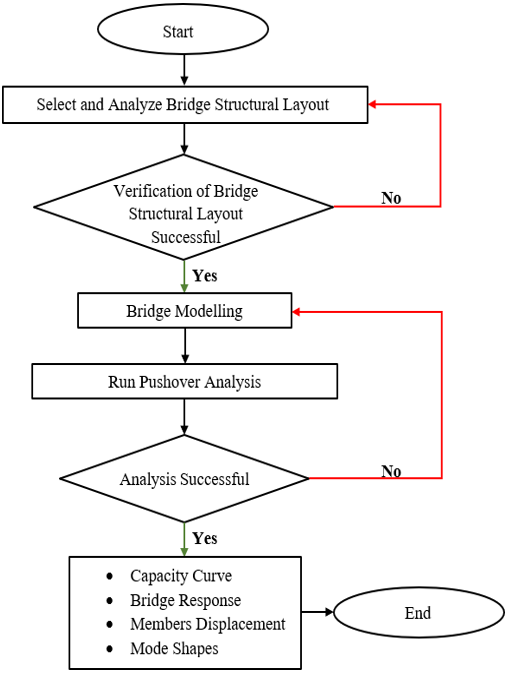 Start
Select and Analyze Bridge Structural Layout
Verification of Bridge
Structural Layout
Successful
No
Yes
Bridge Modelling
Run Pushover Analysis
Analysis Successful
No
Yes
• Capacity Curve
• Bridge Response
• Members Displacement
• Mode Shapes
End